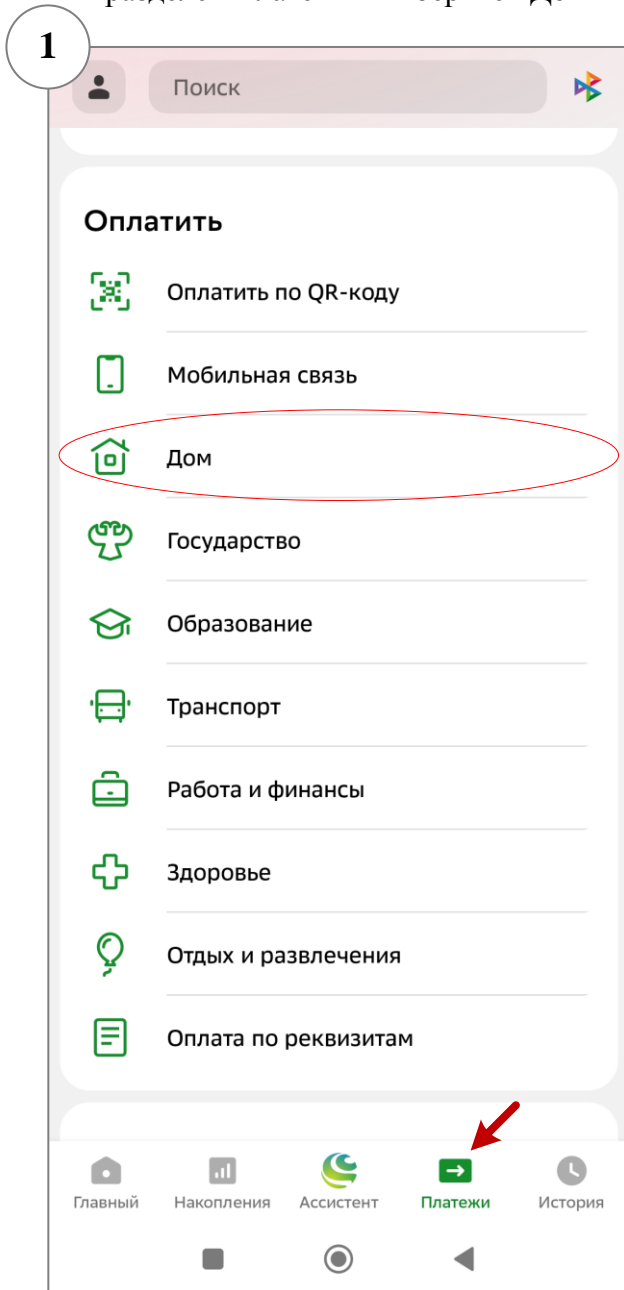 1
Поиск
Оплатить
Оплатить по QR-коду
Мобильная связь
Дом
Государство
Образование
Транспорт
Работа и финансы
Здоровье
Отдых и развлечения
Оплата по реквизитам
Главный Накопления Ассистент Платежи История